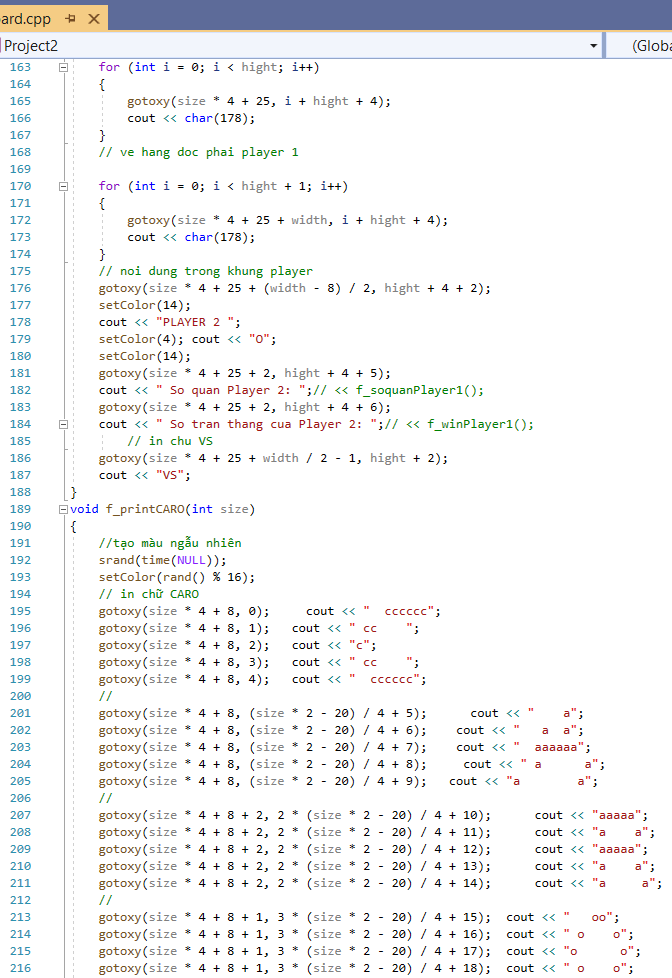 ard.cpp
Project2 (Globa
163 for (int i = 0; i < hight; i++)
164 {
165 gotoxy(size * 4 + 25, i + hight + 4);
166 cout << char(178);
167 }
168 // ve hang doc phai player 1
169
170 for (int i = 0; i < hight + 1; i++)
171 {
172 gotoxy(size * 4 + 25 + width, i + hight + 4);
173 cout << char(178);
174 }
175 // noi dung trong khung player
176 gotoxy(size * 4 + 25 + (width - 8) / 2, hight + 4 + 2);
177 setColor(14);
178 cout << "PLAYER 2 ";
179 setColor(4); cout << "O";
180 setColor(14);
181 gotoxy(size * 4 + 25 + 2, hight + 4 + 5);
182 cout << " So quan Player 2: ";// << f_soquanPlayer1();
183 gotoxy(size * 4 + 25 + 2, hight + 4 + 6);
184 cout << " So tran thang cua Player 2: ";// << f_winPlayer1();
185 // in chu VS
186 gotoxy(size * 4 + 25 + width / 2 - 1, hight + 2);
187 cout << "VS";
188 }
189 void f_printCARO(int size)
190 {
191 //tạo màu ngẫu nhiên
192 srand(time(NULL));
193 setColor(rand() % 16);
194 // in chữ CARO
195 gotoxy(size * 4 + 8, 0);     cout << "  cccccc";
196 gotoxy(size * 4 + 8, 1);   cout << " cc    ";
197 gotoxy(size * 4 + 8, 2);   cout << "c";
198 gotoxy(size * 4 + 8, 3);   cout << " cc    ";
199 gotoxy(size * 4 + 8, 4);   cout << "  cccccc";
200 //
201 gotoxy(size * 4 + 8, (size * 2 - 20) / 4 + 5);      cout << "    a";
202 gotoxy(size * 4 + 8, (size * 2 - 20) / 4 + 6);    cout << "   a  a";
203 gotoxy(size * 4 + 8, (size * 2 - 20) / 4 + 7);    cout << "  aaaaaa";
204 gotoxy(size * 4 + 8, (size * 2 - 20) / 4 + 8);     cout << " a      a";
205 gotoxy(size * 4 + 8, (size * 2 - 20) / 4 + 9);   cout << "a        a";
206 //
207 gotoxy(size * 4 + 8 + 2, 2 * (size * 2 - 20) / 4 + 10);      cout << "aaaaa";
208 gotoxy(size * 4 + 8 + 2, 2 * (size * 2 - 20) / 4 + 11);      cout << "a    a";
209 gotoxy(size * 4 + 8 + 2, 2 * (size * 2 - 20) / 4 + 12);      cout << "aaaaa";
210 gotoxy(size * 4 + 8 + 2, 2 * (size * 2 - 20) / 4 + 13);      cout << "a    a";
211 gotoxy(size * 4 + 8 + 2, 2 * (size * 2 - 20) / 4 + 14);      cout << "a     a";
212 //
213 gotoxy(size * 4 + 8 + 1, 3 * (size * 2 - 20) / 4 + 15);  cout << "   oo";
214 gotoxy(size * 4 + 8 + 1, 3 * (size * 2 - 20) / 4 + 16);  cout << " o    o";
215 gotoxy(size * 4 + 8 + 1, 3 * (size * 2 - 20) / 4 + 17);  cout << "o      o";
216 gotoxy(size * 4 + 8 + 1, 3 * (size * 2 - 20) / 4 + 18);  cout << " o    o";